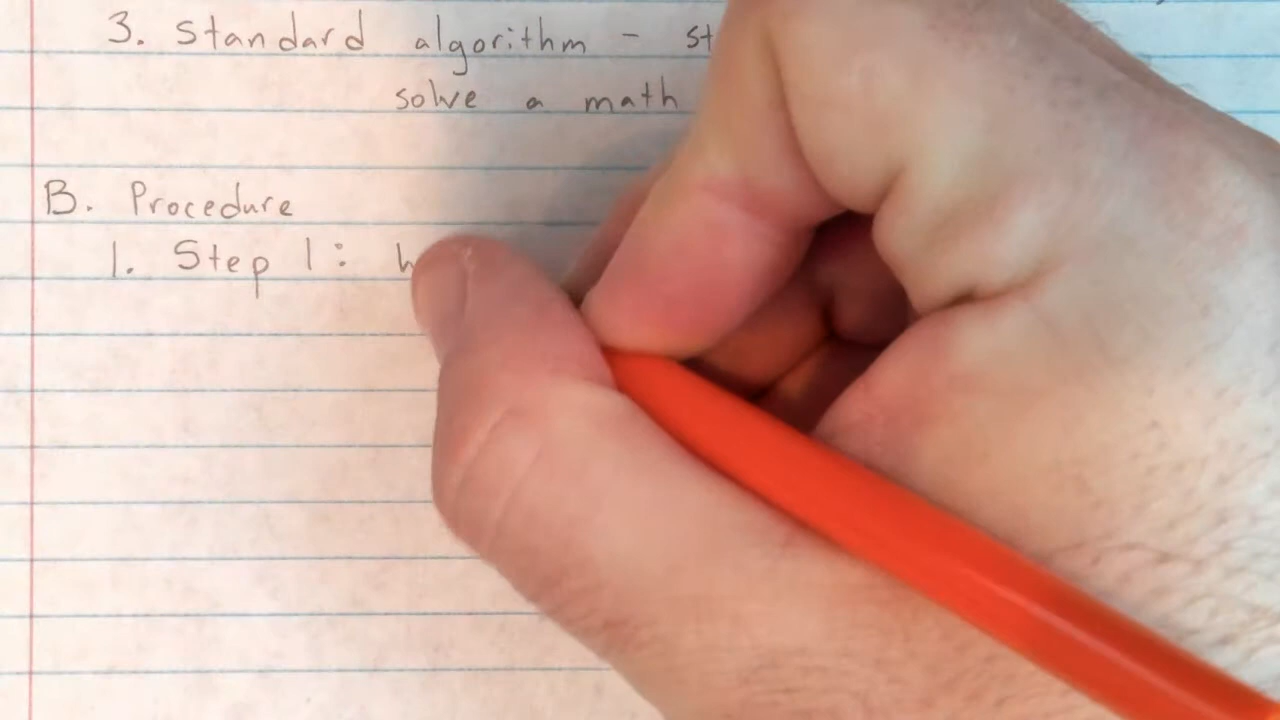 3. Standard algorithm - st
solve a math
B. Procedure
1. Step 1: